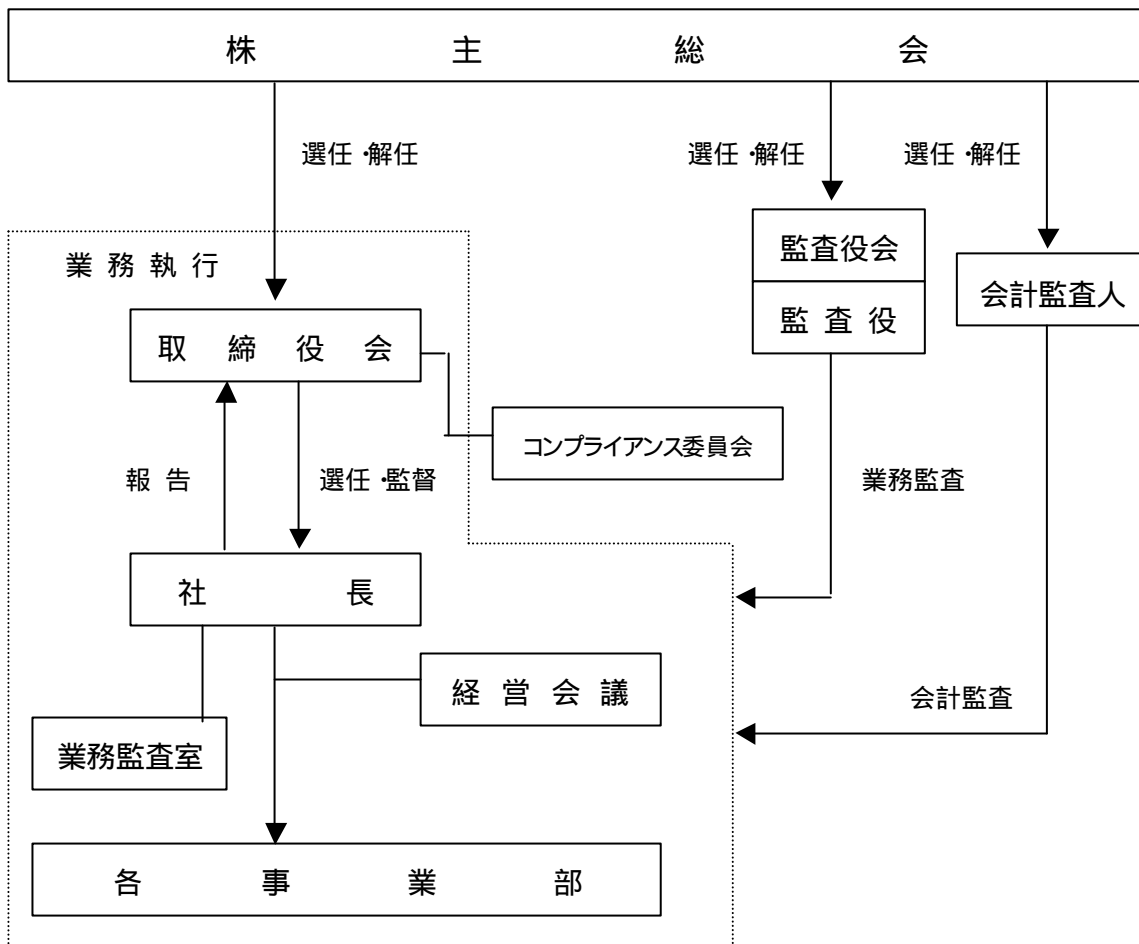 株主総会
選任・解任
選任・解任
選任・解任
業務執行
監査役会
会計監査人
監査役
取締役会
コンプライアンス委員会
報告
選任・監督
業務監査
社長
経営会議
会計監査
業務監査室
各事業部